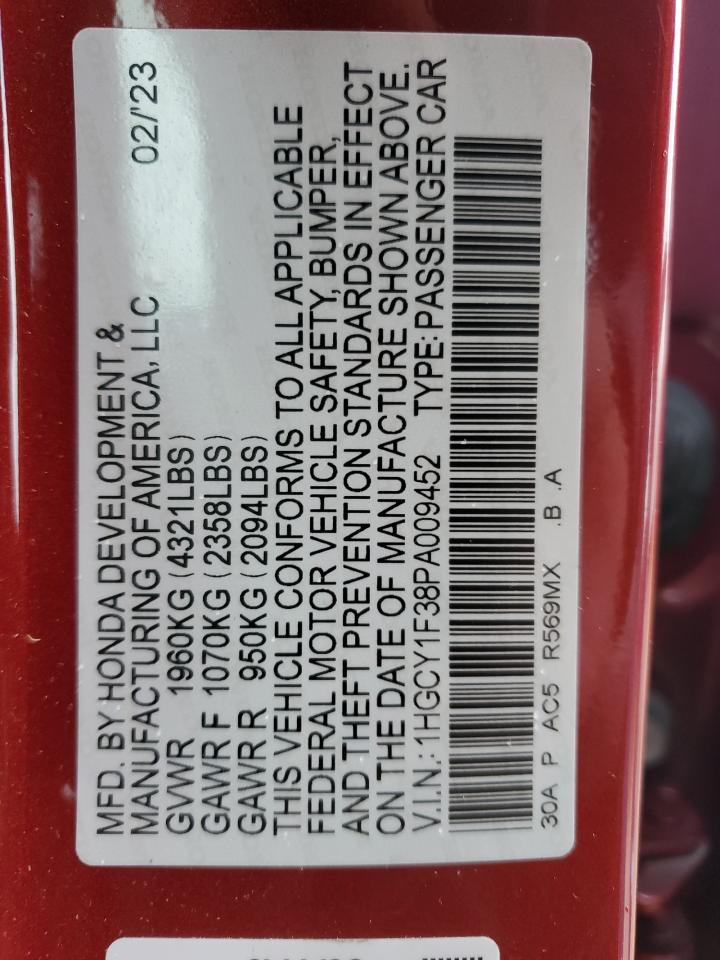 MFD. BY HONDA DEVELOPMENT &
MANUFACTURING OF AMERICA, LLC 02/'23
GVWR 1960KG (4321LBS)
GAWR F 1070KG (2358LBS)
GAWR R 950KG (2094LBS)
THIS VEHICLE CONFORMS TO ALL APPLICABLE
FEDERAL MOTOR VEHICLE SAFETY, BUMPER,
AND THEFT PREVENTION STANDARDS IN EFFECT
ON THE DATE OF MANUFACTURE SHOWN ABOVE.
V.I.N.: 1HGCY1F38PA009452 TYPE: PASSENGER CAR
30A P AC5 R569MX .B .A